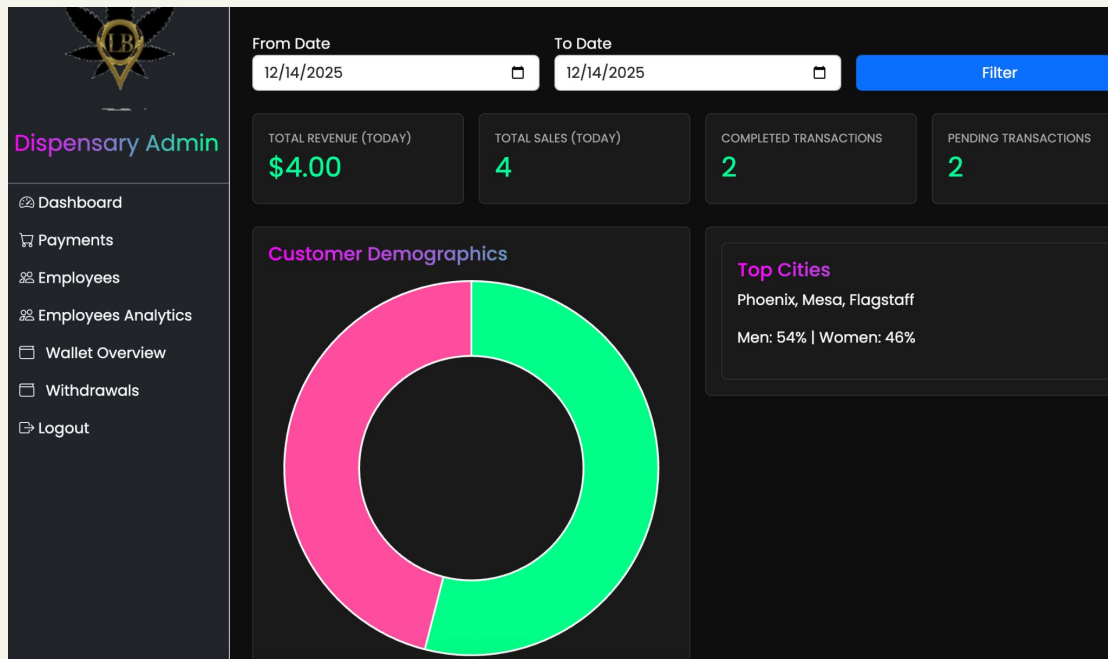 LB
Dispensary Admin
Dashboard
Payments
Employees
Employees Analytics
Wallet Overview
Withdrawals
Logout
From Date
To Date
12/14/2025
12/14/2025
Filter
TOTAL REVENUE (TODAY)
$4.00
TOTAL SALES (TODAY)
4
COMPLETED TRANSACTIONS
2
PENDING TRANSACTIONS
2
Customer Demographics
Top Cities
Phoenix, Mesa, Flagstaff
Men: 54% | Women: 46%